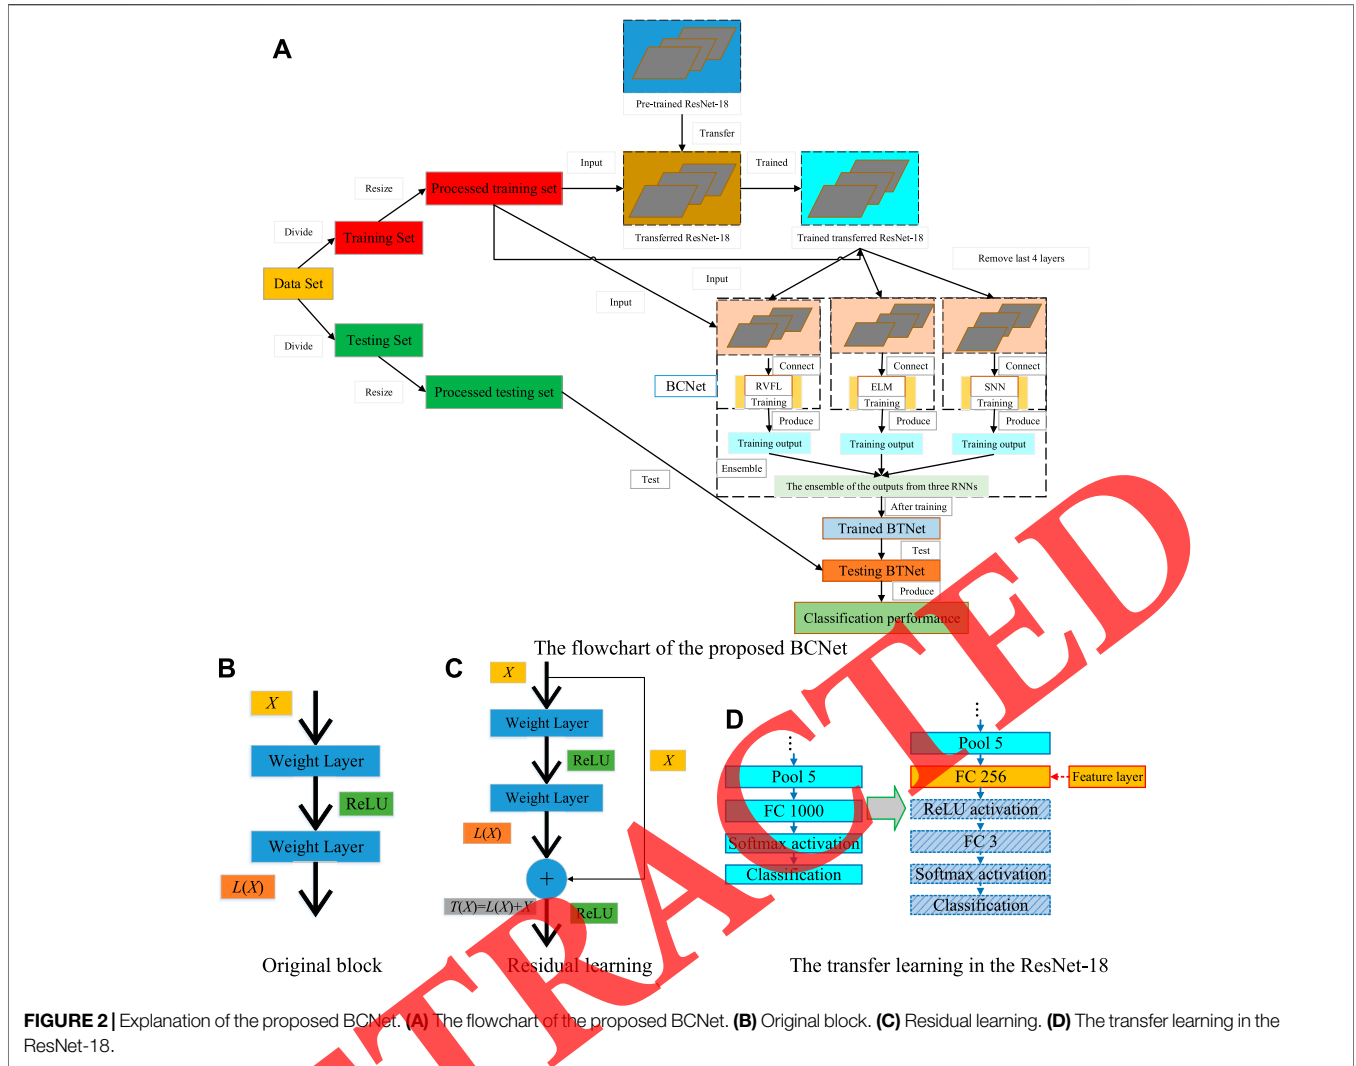 A
Pre-trained ResNet-18
Transfer
Input
Trained
Resize
Processed training set
Divide
Training Set
Transferred ResNet-18
Trained transferred ResNet-18
Remove last 4 layers
Data Set
Input
Input
Divide
Testing Set
Resize
Processed testing set
BCNet
Connect
Connect
Connect
RVFL
ELM
SNN
Training
Training
Training
Produce
Produce
Produce
Training output
Training output
Training output
Ensemble
Test
The ensemble of the outputs from three RNNs
After training
Trained BTNet
Test
Testing BTNet
Produce
Classification performance
The flowchart of the proposed BCNet
B
X
Weight Layer
ReLU
Weight Layer
L(X)
Original block
C
X
Weight Layer
ReLU
X
Weight Layer
L(X)
+
T(X)=L(X)+X
ReLU
Residual learning
D
Pool 5
FC 1000
Softmax activation
Classification
Pool 5
FC 256
Feature layer
ReLU activation
FC 3
Softmax activation
Classification
The transfer learning in the ResNet-18
FIGURE 2 | Explanation of the proposed BCNet. (A) The flowchart of the proposed BCNet. (B) Original block. (C) Residual learning. (D) The transfer learning in the
ResNet-18.
TRACTED